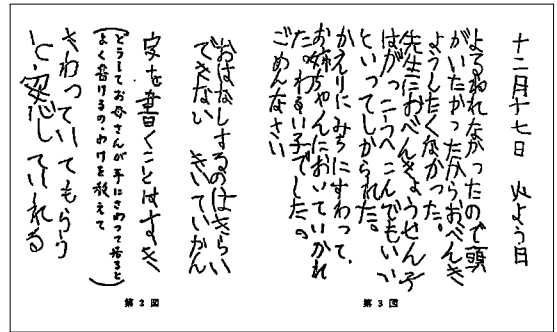 十二月十七日 火よう日
よるねれなかったので頭
がいたかったからおべんき
ょうしたくなかった。
先生におべんきょうせん子
はがっこうへこんでもいい
といってしかられた。
かえりにみちにすわって、
お姉ちゃんにおいていかれ
た。わるい子でした。
ごめんなさい
第 3 図
おはなしするのはきらい
できない きいていかん
字を書くことはすき
(どうしてお母さんが手にさわって居ると
よく書けるの、わけを教えて)
さわっていてもらう
と、安心していれる
第 2 図